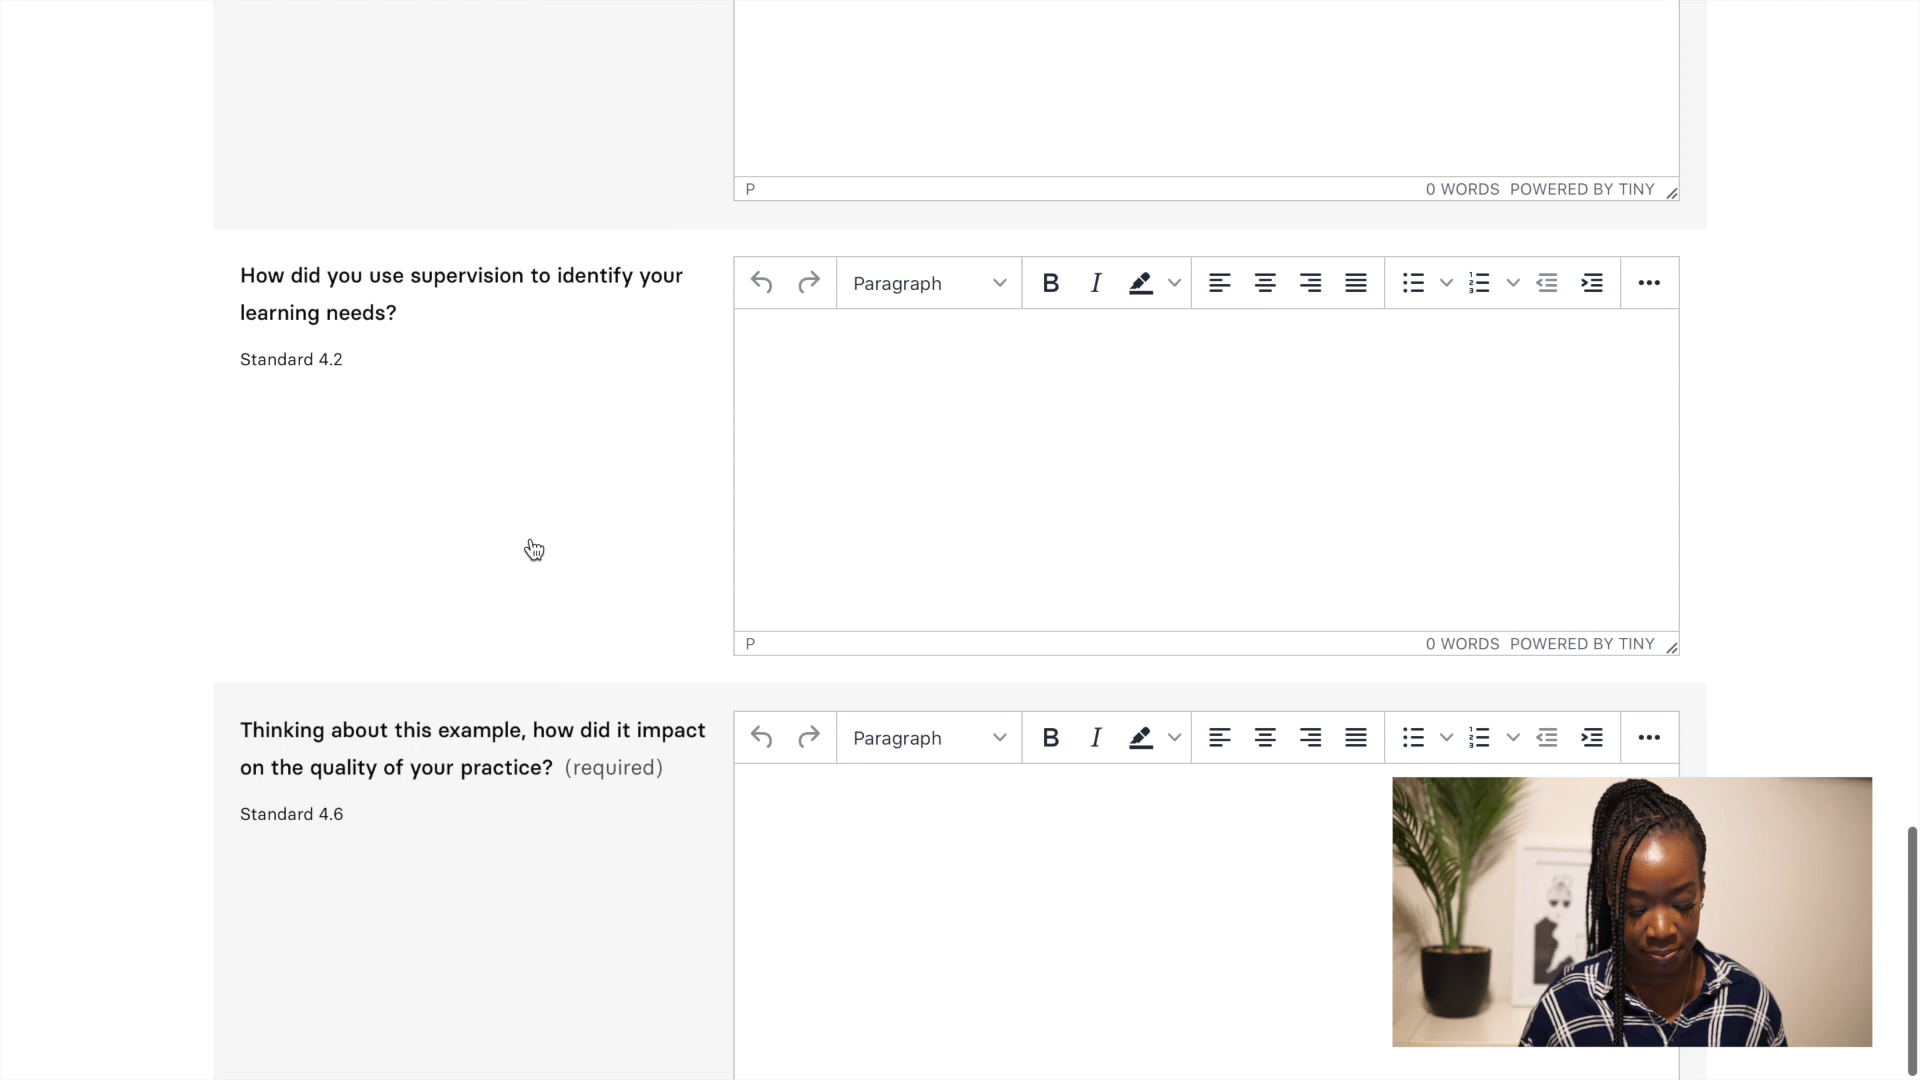 P 0 WORDS POWERED BY TINY
How did you use supervision to identify your
learning needs?
Standard 4.2
Paragraph B I
P 0 WORDS POWERED BY TINY
Thinking about this example, how did it impact
on the quality of your practice? (required)
Standard 4.6
Paragraph B I